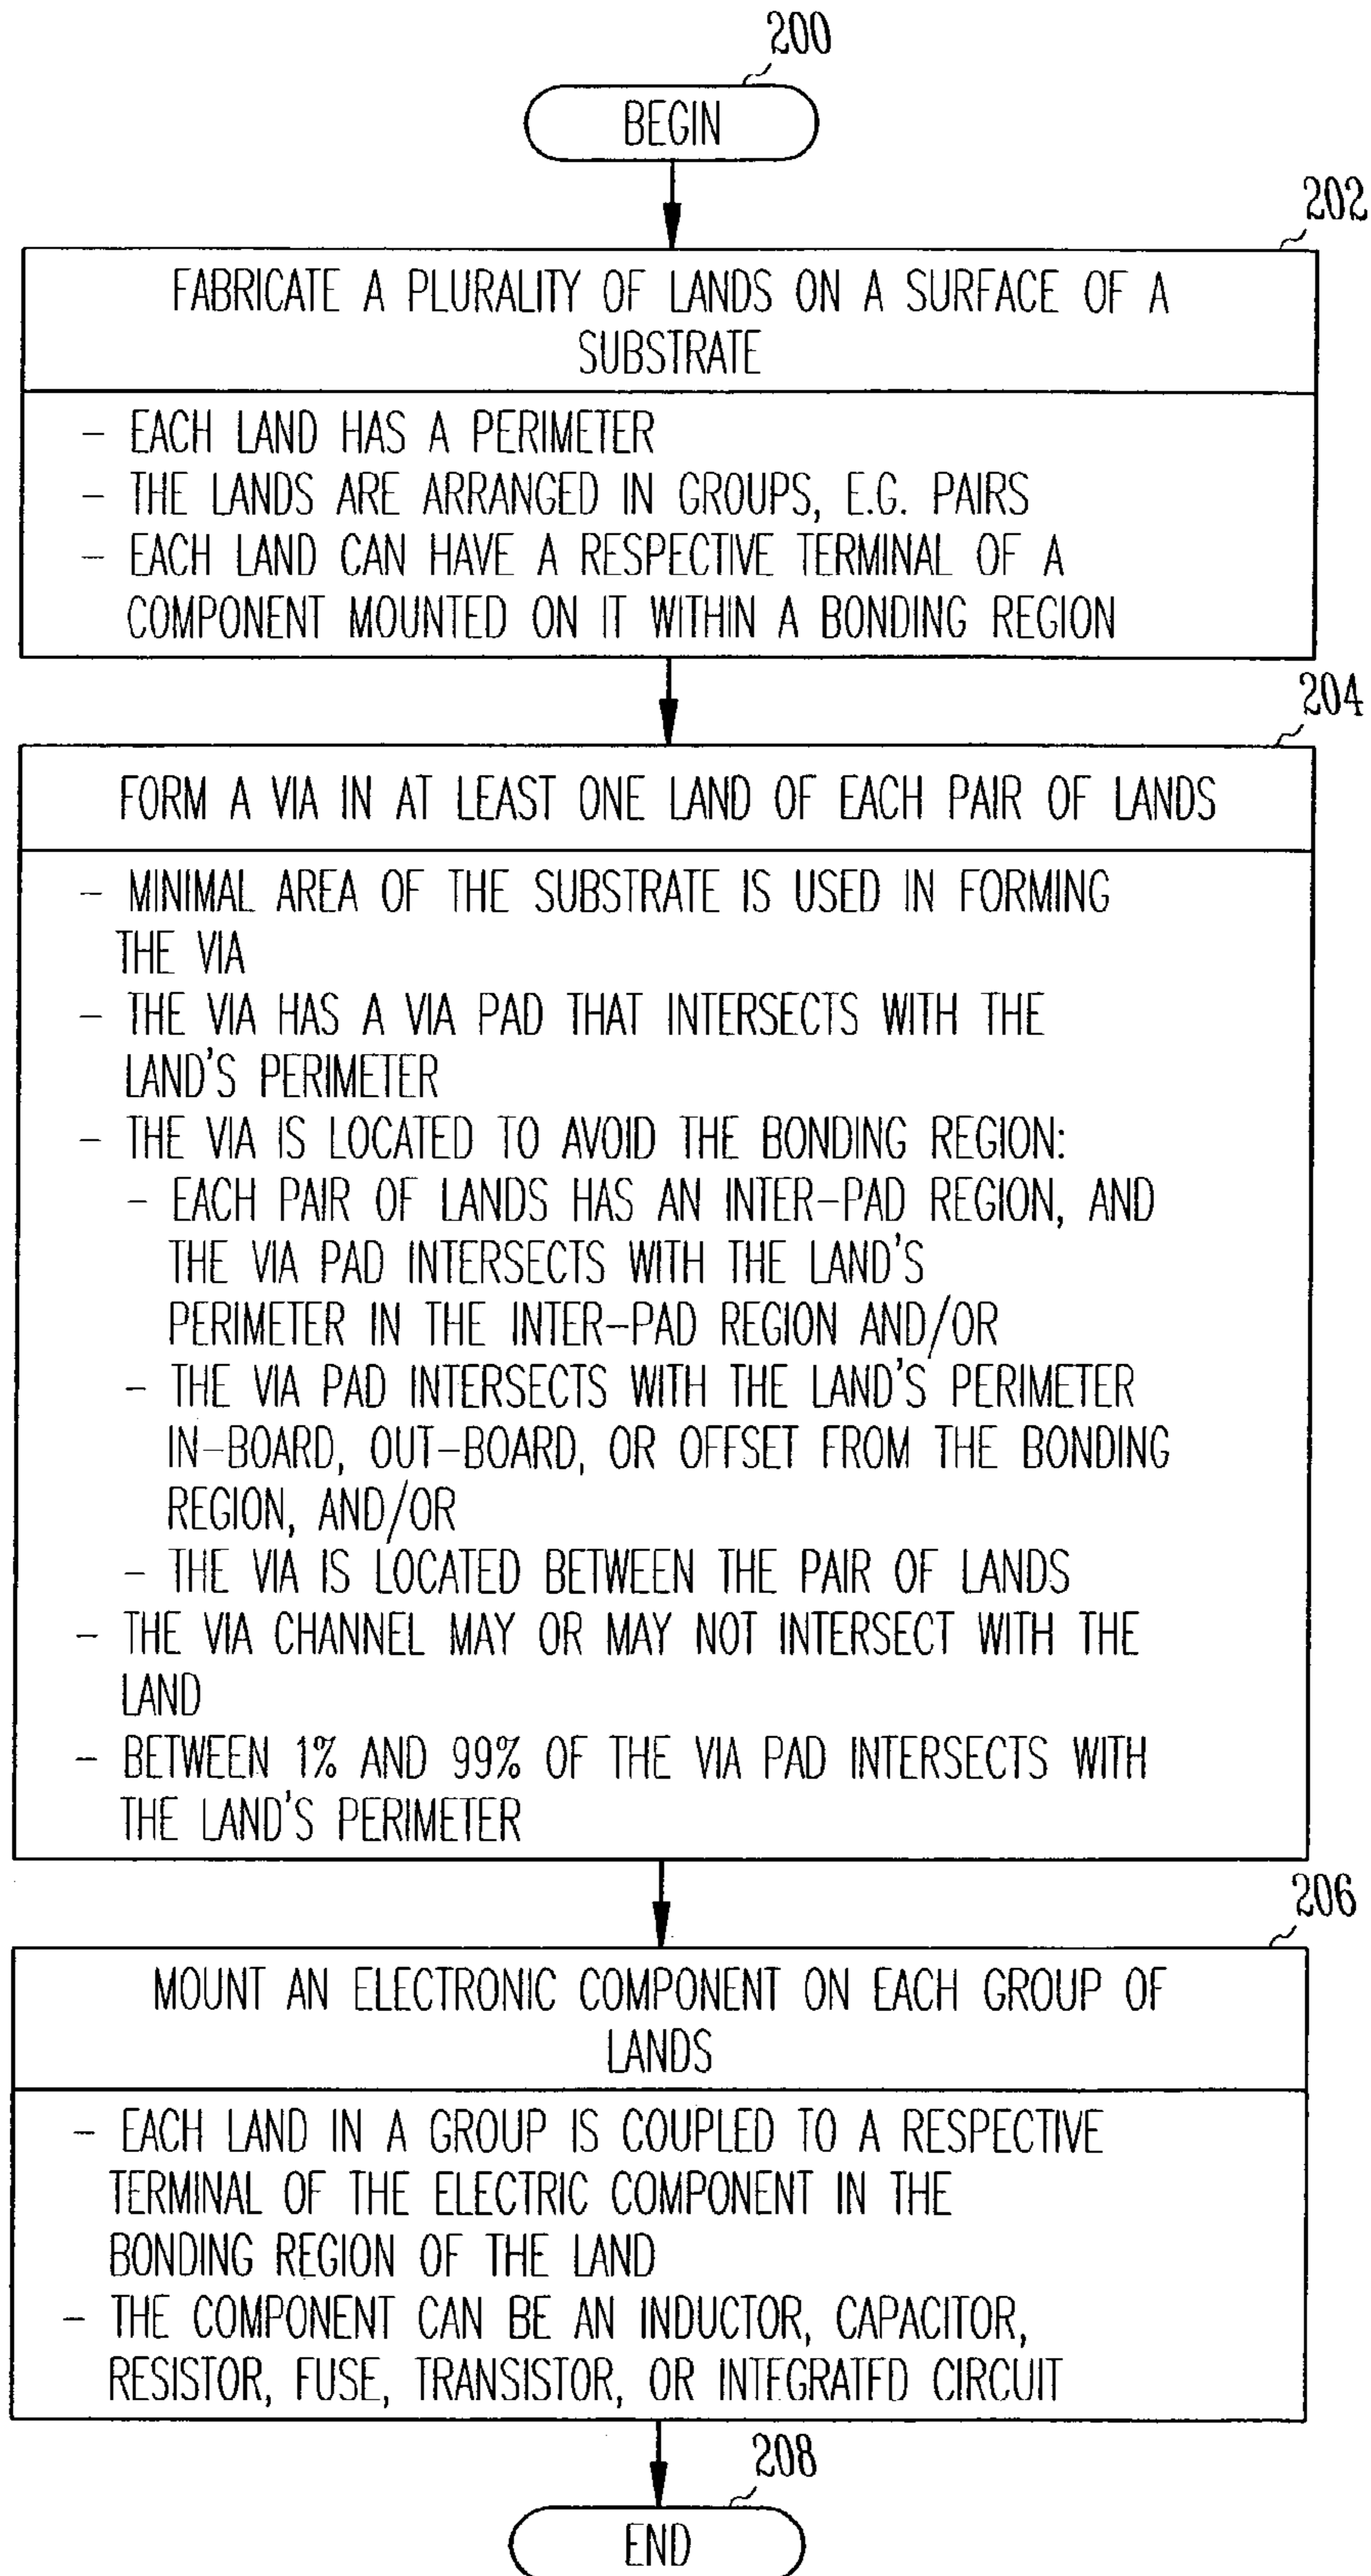 200
BEGIN
202
FABRICATE A PLURALITY OF LANDS ON A SURFACE OF A
SUBSTRATE
- EACH LAND HAS A PERIMETER
- THE LANDS ARE ARRANGED IN GROUPS, E.G. PAIRS
- EACH LAND CAN HAVE A RESPECTIVE TERMINAL OF A
COMPONENT MOUNTED ON IT WITHIN A BONDING REGION
204
FORM A VIA IN AT LEAST ONE LAND OF EACH PAIR OF LANDS
- MINIMAL AREA OF THE SUBSTRATE IS USED IN FORMING
THE VIA
- THE VIA HAS A VIA PAD THAT INTERSECTS WITH THE
LAND'S PERIMETER
- THE VIA IS LOCATED TO AVOID THE BONDING REGION:
- EACH PAIR OF LANDS HAS AN INTER-PAD REGION, AND
THE VIA PAD INTERSECTS WITH THE LAND'S
PERIMETER IN THE INTER-PAD REGION AND/OR
- THE VIA PAD INTERSECTS WITH THE LAND'S PERIMETER
IN-BOARD, OUT-BOARD, OR OFFSET FROM THE BONDING
REGION, AND/OR
- THE VIA IS LOCATED BETWEEN THE PAIR OF LANDS
- THE VIA CHANNEL MAY OR MAY NOT INTERSECT WITH THE
LAND
- BETWEEN 1% AND 99% OF THE VIA PAD INTERSECTS WITH
THE LAND'S PERIMETER
206
MOUNT AN ELECTRONIC COMPONENT ON EACH GROUP OF
LANDS
- EACH LAND IN A GROUP IS COUPLED TO A RESPECTIVE
TERMINAL OF THE ELECTRIC COMPONENT IN THE
BONDING REGION OF THE LAND
- THE COMPONENT CAN BE AN INDUCTOR, CAPACITOR,
RESISTOR, FUSE, TRANSISTOR, OR INTEGRATED CIRCUIT
208
END